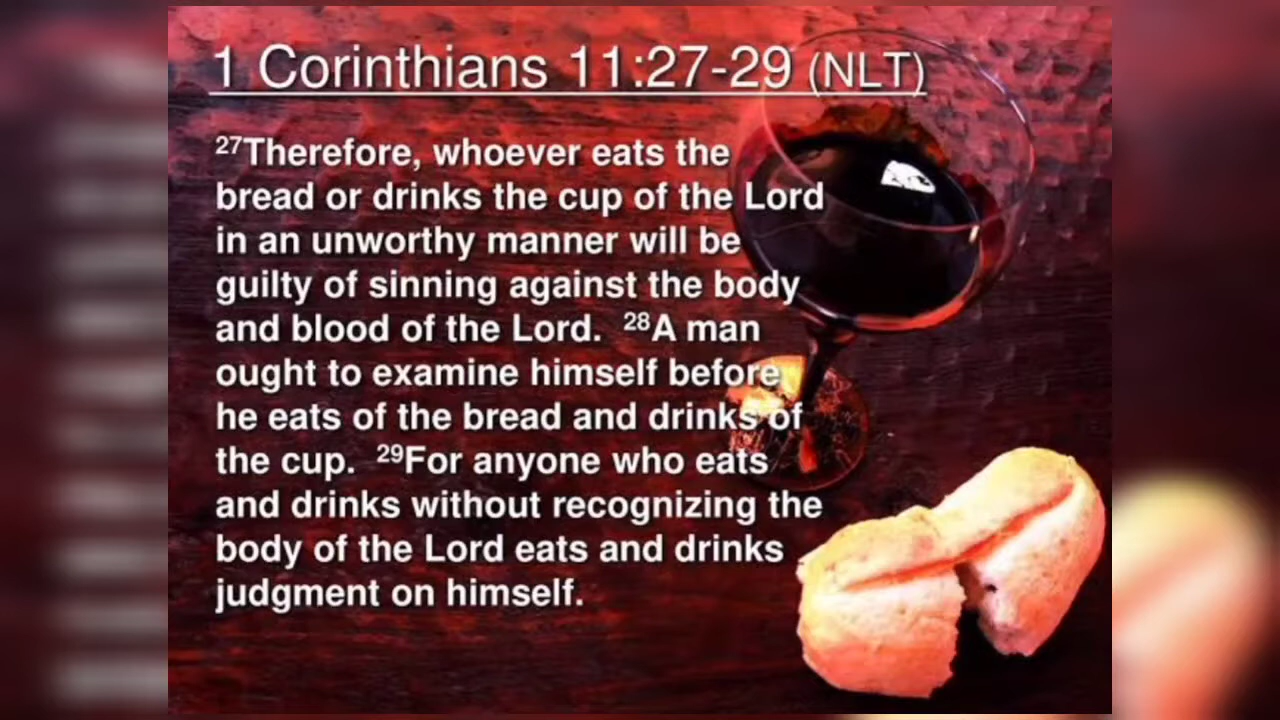 1 Corinthians 11:27-29 (NLT)
27Therefore, whoever eats the
bread or drinks the cup of the Lord
in an unworthy manner will be
guilty of sinning against the body
and blood of the Lord. 28A man
ought to examine himself before
he eats of the bread and drinks of
the cup. 29For anyone who eats
and drinks without recognizing the
body of the Lord eats and drinks
judgment on himself.